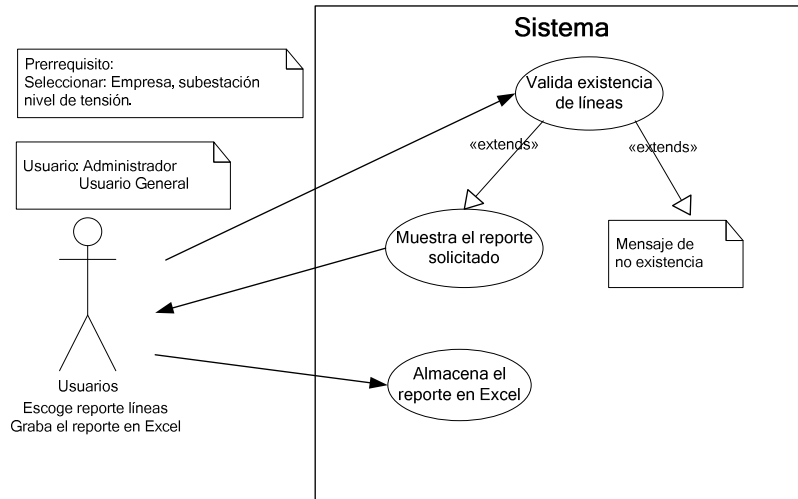 Sistema
Prerrequisito:
Seleccionar: Empresa, subestación
nivel de tensión.
Valida existencia
de líneas
«extends»
«extends»
Usuario: Administrador
Usuario General
Muestra el reporte
solicitado
Mensaje de
no existencia
Almacena el
reporte en Excel
Usuarios
Escoge reporte líneas
Graba el reporte en Excel